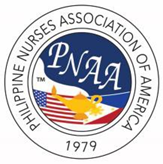 PHILIPPINE NURSES ASSOCIATION OF AMERICA
PNAA
TM
1979